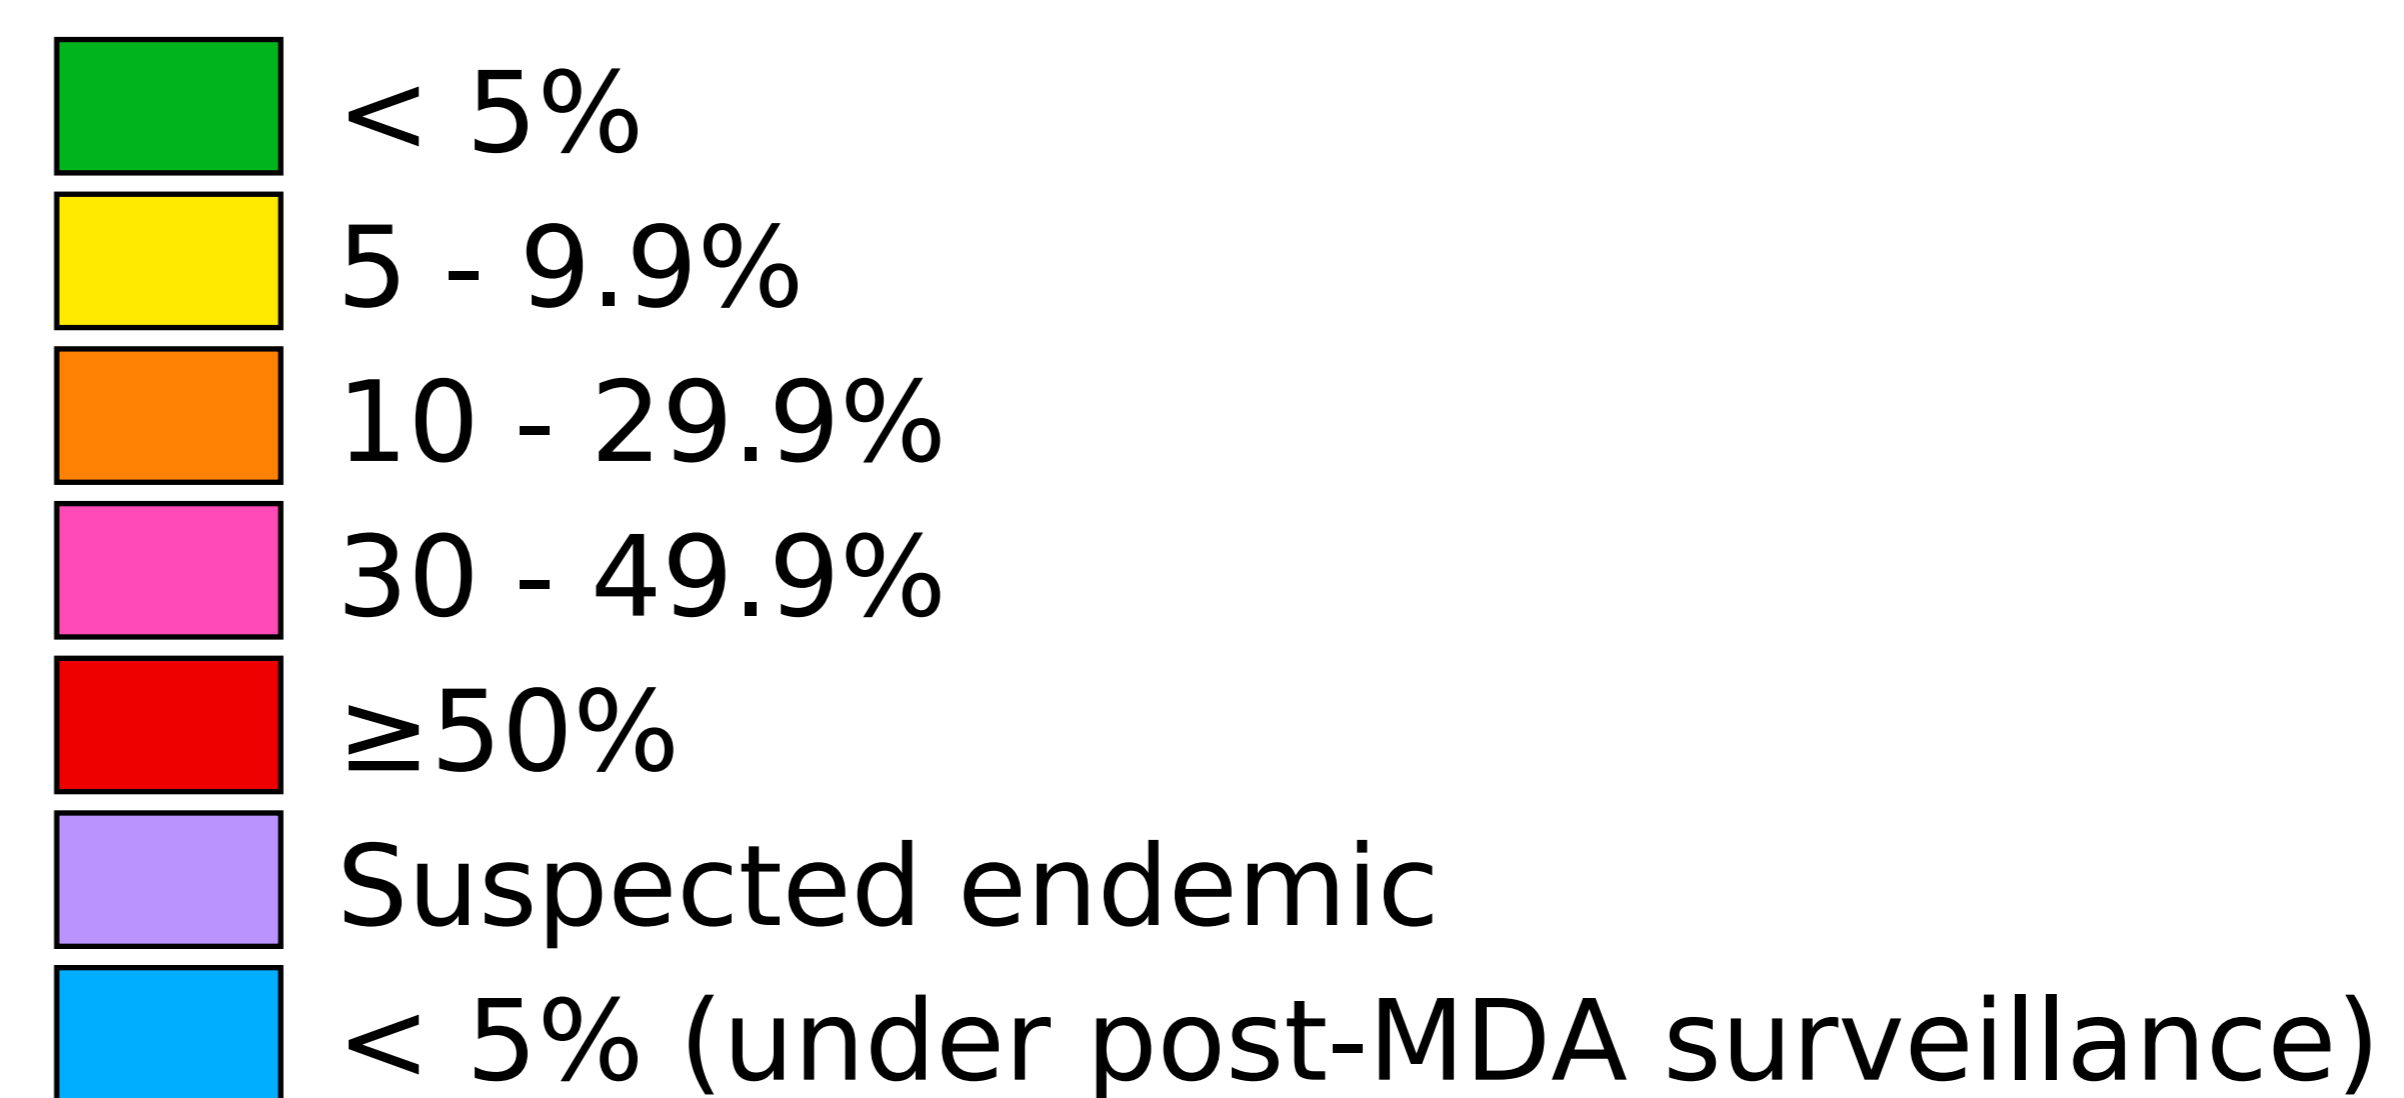 < 5%
5 - 9.9%
10 - 29.9%
30 - 49.9%
≥50%
Suspected endemic
< 5% (under post-MDA surveillance)